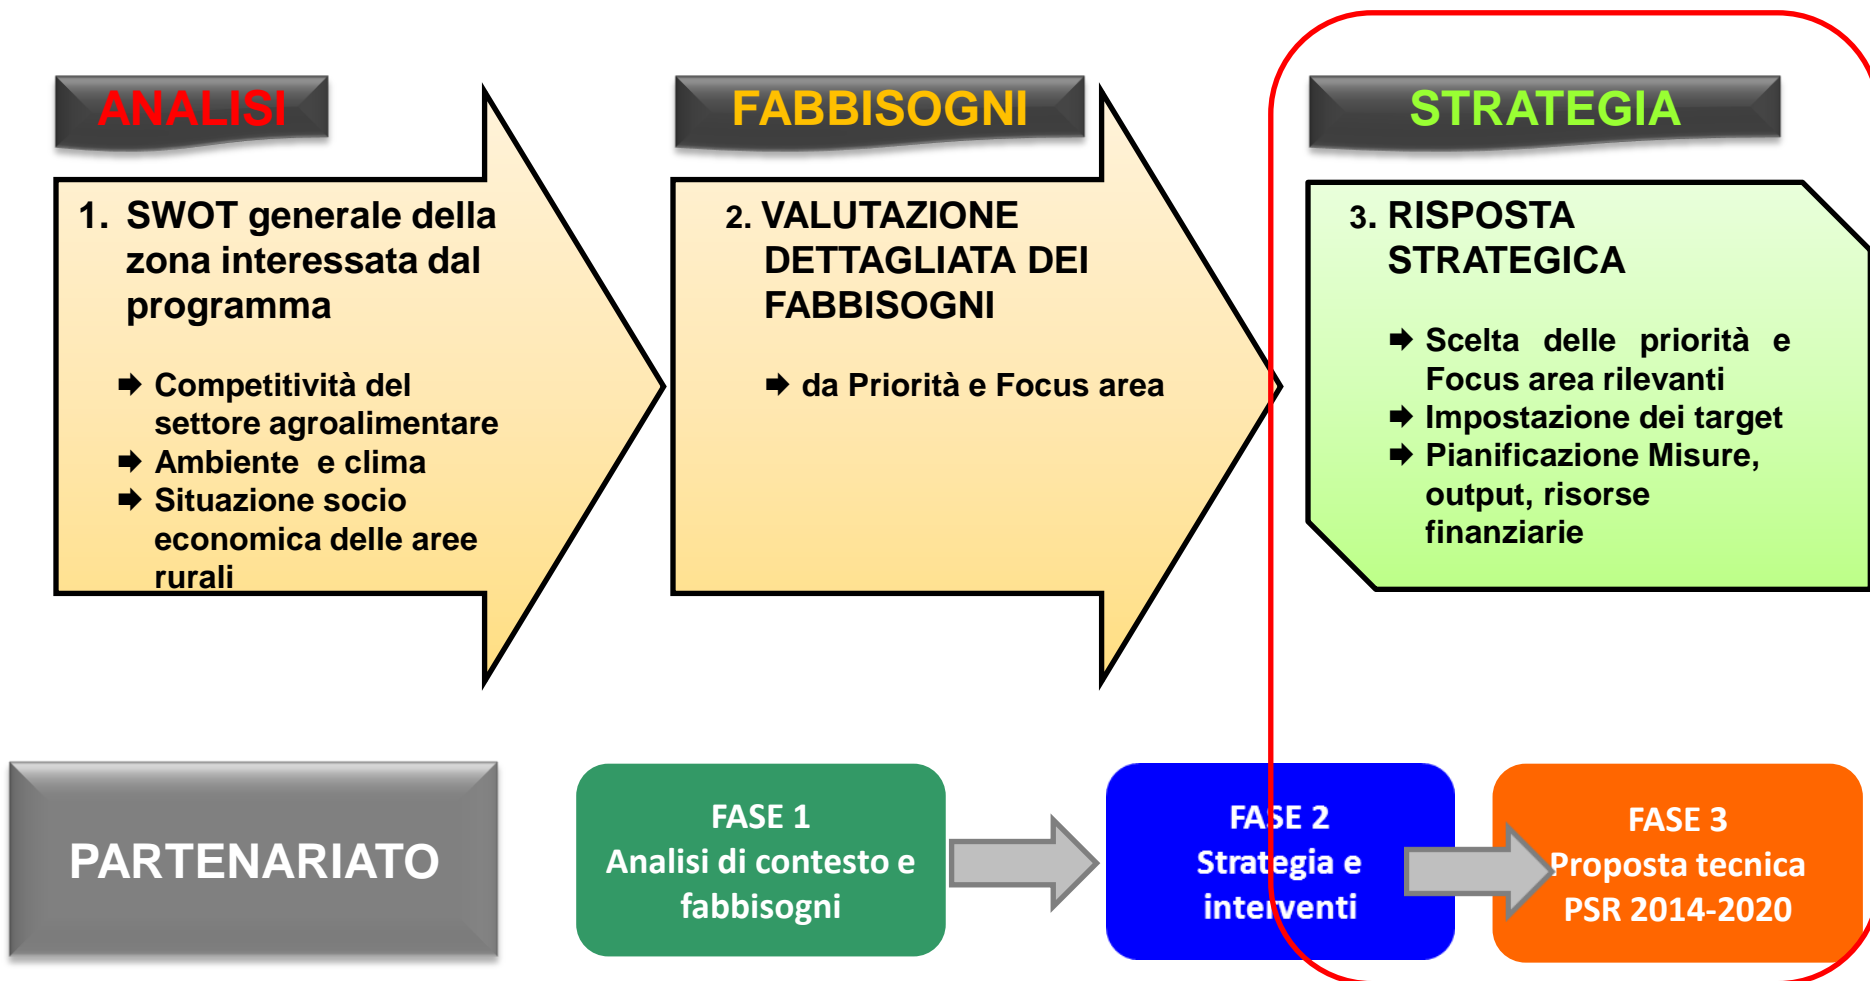 ANALISI
1. SWOT generale della
zona interessata dal
programma
➡ Competitività del
settore agroalimentare
➡ Ambiente e clima
➡ Situazione socio
economica delle aree
rurali
FABBISOGNI
2. VALUTAZIONE
DETTAGLIATA DEI
FABBISOGNI
➡ da Priorità e Focus area
STRATEGIA
3. RISPOSTA
STRATEGICA
➡ Scelta delle priorità e
Focus area rilevanti
➡ Impostazione dei target
➡ Pianificazione Misure,
output, risorse
finanziarie
PARTENARIATO
FASE 1
Analisi di contesto e
fabbisogni
FASE 2
Strategia e
interventi
FASE 3
Proposta tecnica
PSR 2014-2020